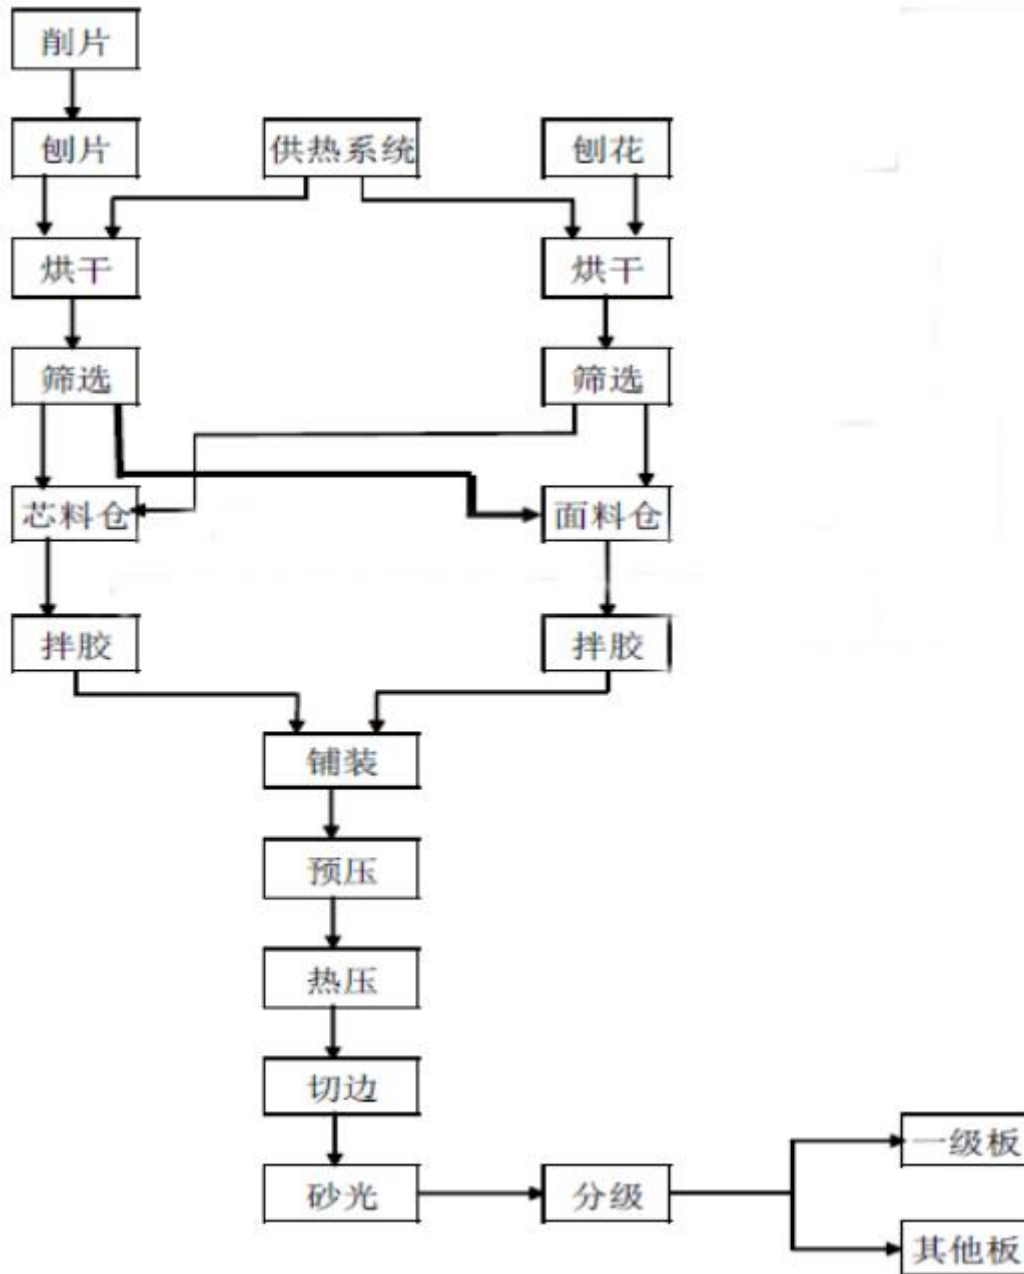 削片
刨片
供热系统
刨花
烘干
烘干
筛选
筛选
芯料仓
面料仓
拌胶
拌胶
铺装
预压
热压
切边
砂光
分级
一级板
其他板